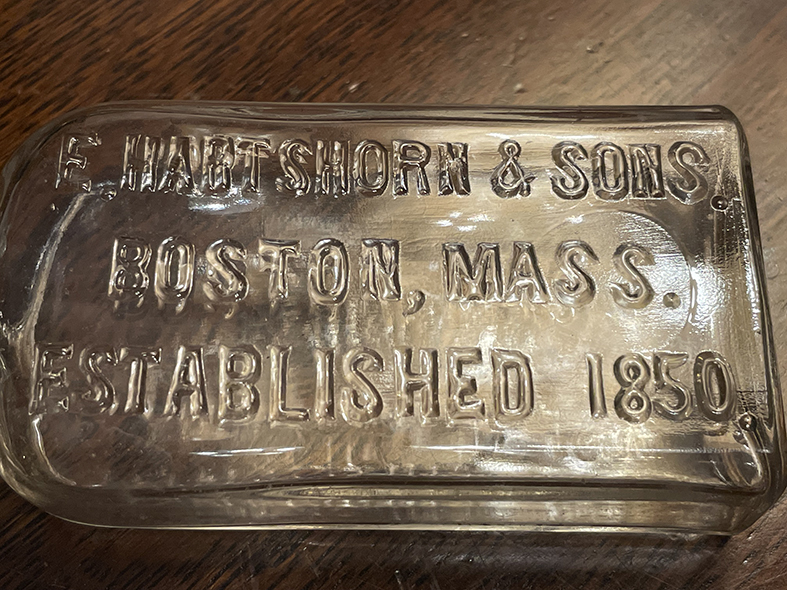 E. HARTSHORN & SONS.
BOSTON, MASS.
ESTABLISHED 1850.